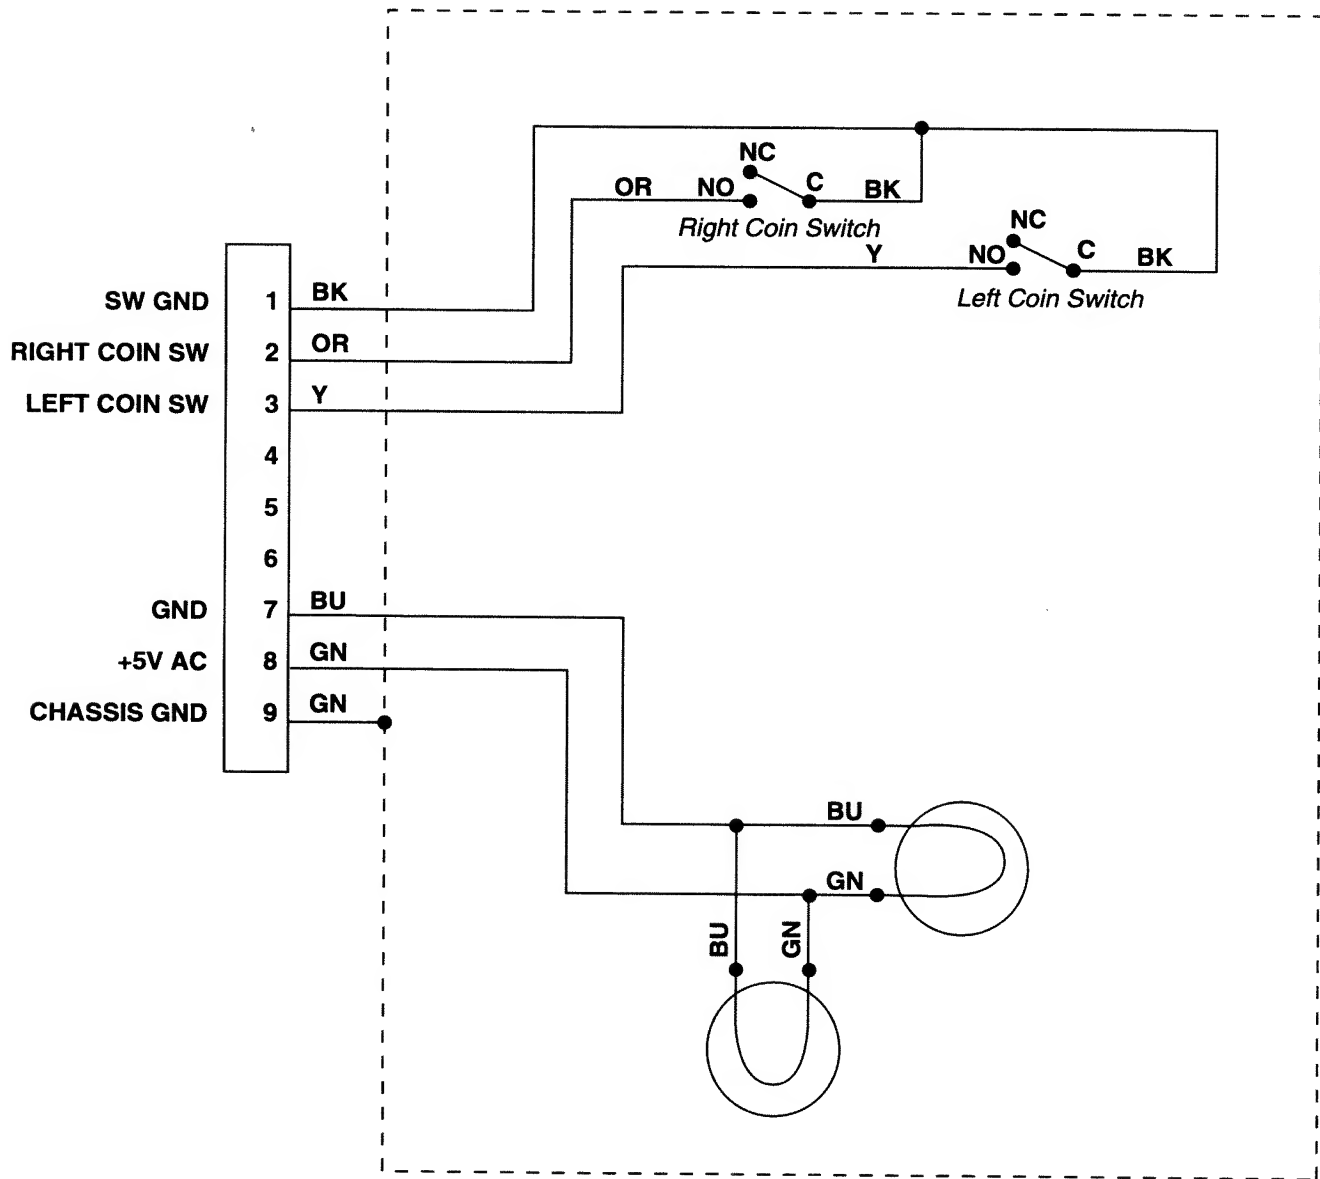 NC
OR NO C BK
Right Coin Switch
NC
Y NO C BK
Left Coin Switch
SW GND 1 BK
RIGHT COIN SW 2 OR
LEFT COIN SW 3 Y
4
5
6
GND 7 BU
+5V AC 8 GN
CHASSIS GND 9 GN
BU
GN
BU GN